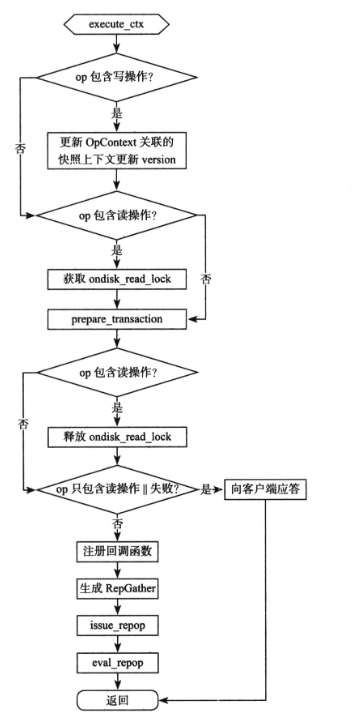 execute_ctx
op 包含写操作？
是
否
更新 OpContext 关联的
快照上下文更新 version
op 包含读操作？
是
否
获取 ondisk_read_lock
prepare_transaction
op 包含读操作？
是
否
释放 ondisk_read_lock
op 只包含读操作 || 失败？
是
向客户端应答
否
注册回调函数
生成 RepGather
issue_repop
eval_repop
返回